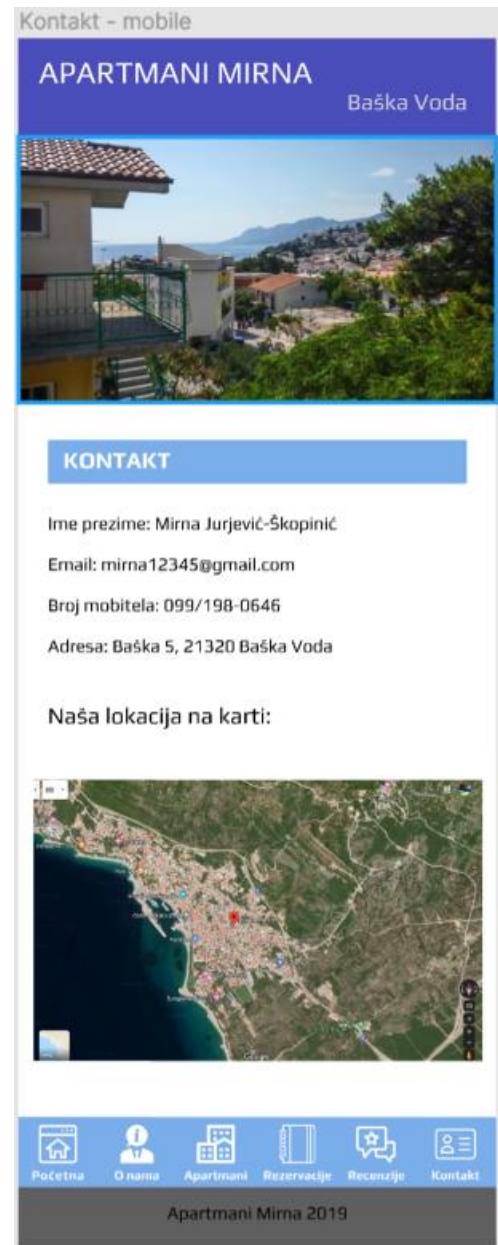 Kontakt - mobile
APARTMANI MIRNA
Baška Voda
KONTAKT
Ime prezime: Mirna Jurjević-Škopinić
Email: mirna12345@gmail.com
Broj mobitela: 099/198-0646
Adresa: Baška 5, 21320 Baška Voda
Naša lokacija na karti:
Google
Početna O nama Apartmani Rezervacije Recenzije Kontakt
Apartmani Mirna 2019